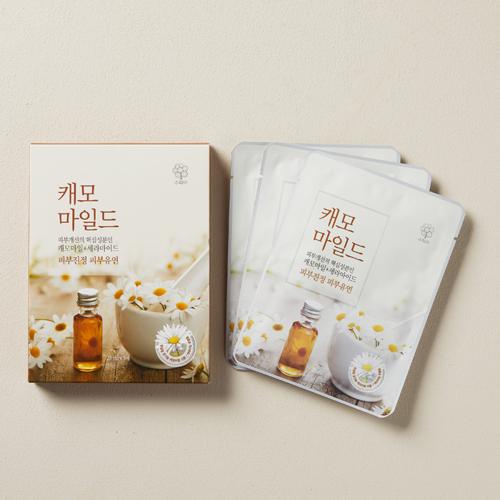 캐모
마일드
피부개선의 핵심성분인
캐모마일+세라마이드
피부진정 피부유연
캐모
마일드
피부개선의 핵심성분인
캐모마일+세라마이드
피부진정 피부유연